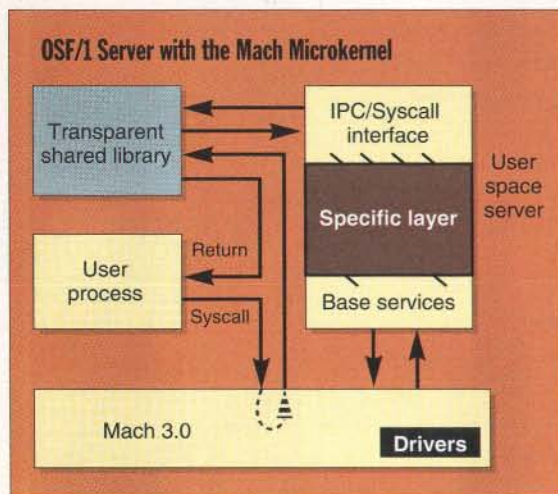 OSF/1 Server with the Mach Microkernel
Transparent
shared library
IPC/Syscall
interface
User
space
server
Specific layer
User
process
Return
Syscall
Base services
Mach 3.0
Drivers